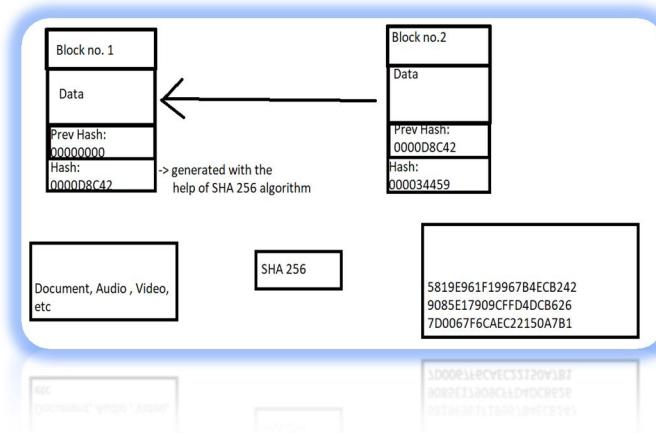 Block no. 1
Data
Prev Hash:
00000000
Hash:
0000D8C42
-> generated with the
help of SHA 256 algorithm
Block no.2
Data
Prev Hash:
0000D8C42
Hash:
000034459
Document, Audio , Video,
etc
SHA 256
5819E961F19967B4ECB242
9085E17909CFFD4DCB626
7D0067F6CAEC22150A7B1